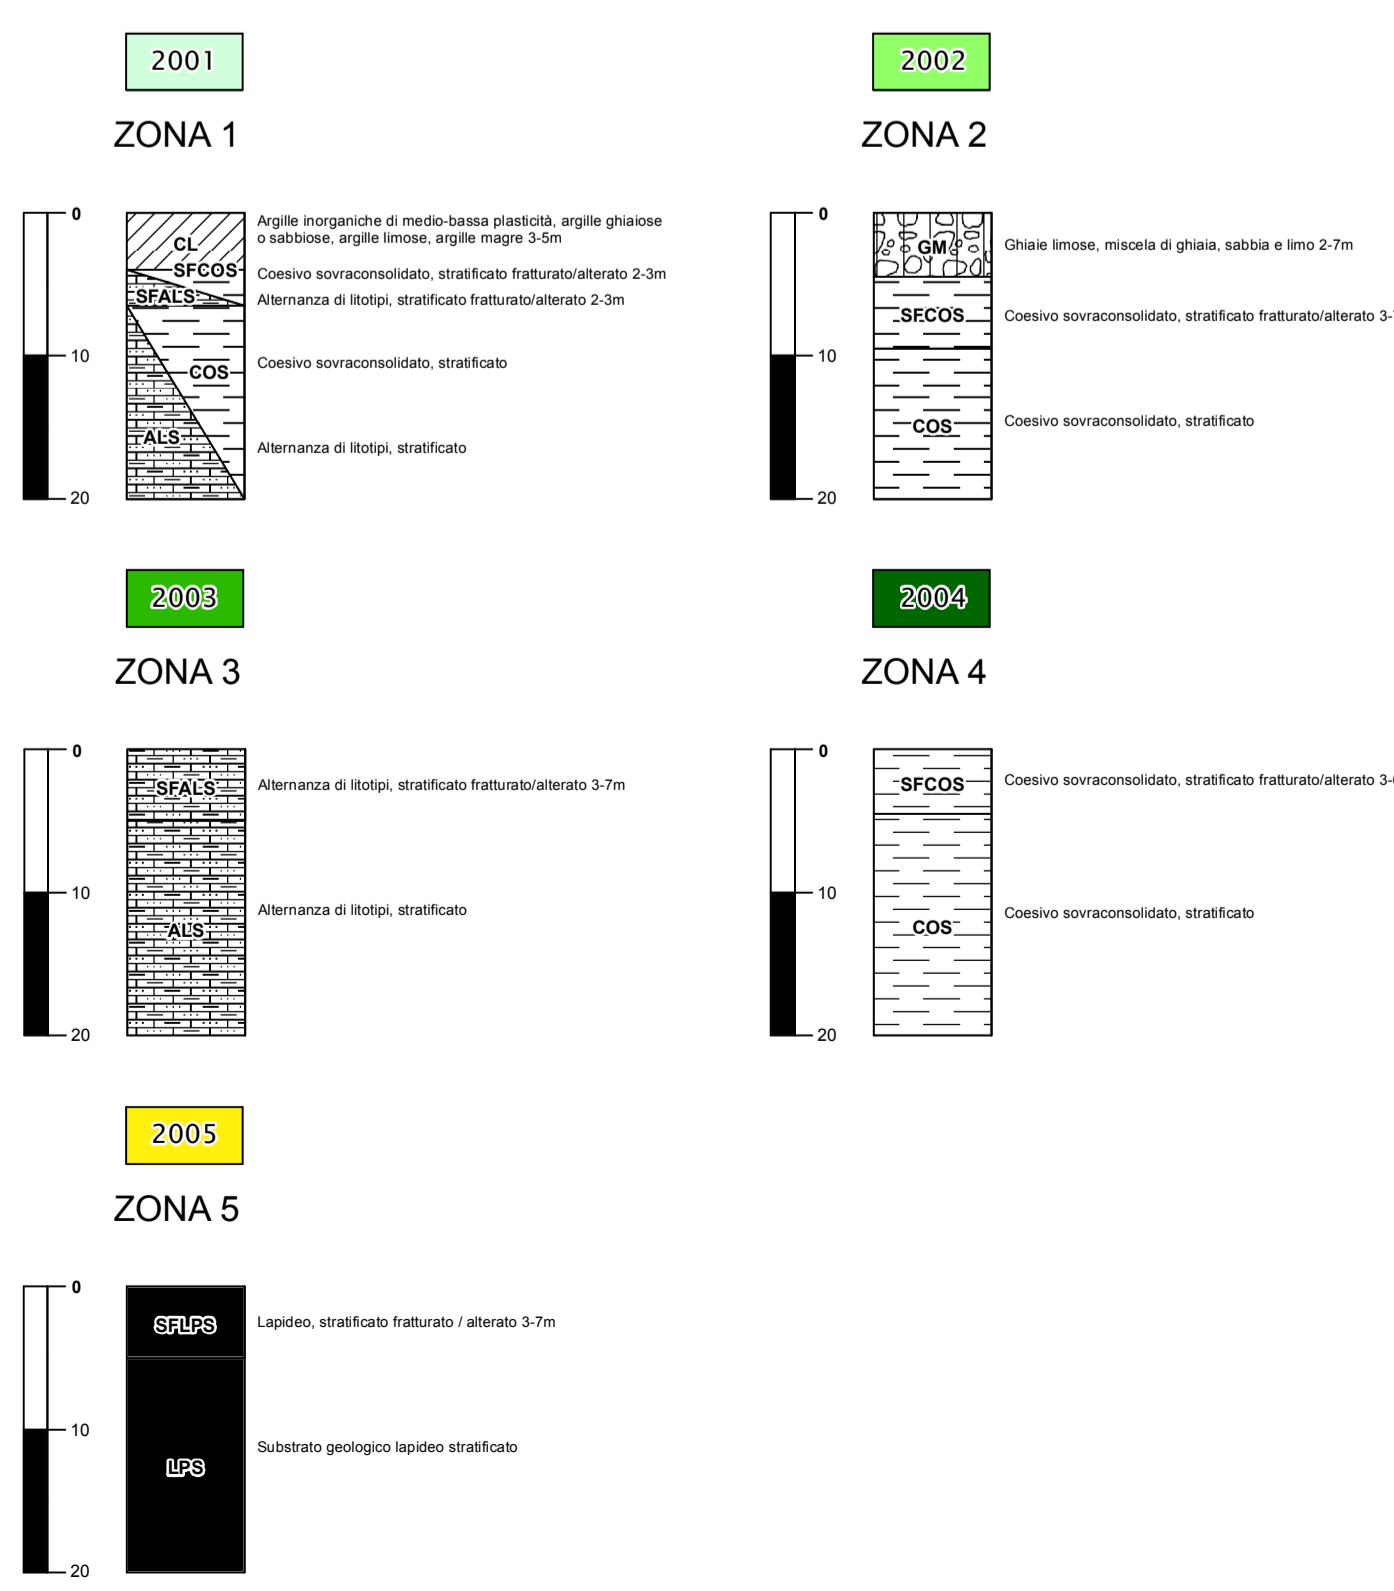 2001
ZONA 1
0
10
20
CL
SFCOS
SFALS
COS
ALS
Argille inorganiche di medio-bassa plasticità, argille ghiaiose
o sabbiose, argille limose, argille magre 3-5m
Coesivo sovraconsolidato, stratificato fratturato/alterato 2-3m
Alternanza di litotipi, stratificato fratturato/alterato 2-3m
Coesivo sovraconsolidato, stratificato
Alternanza di litotipi, stratificato
2002
ZONA 2
0
10
20
GM
SFCOS
COS
Ghiaie limose, miscela di ghiaia, sabbia e limo 2-7m
Coesivo sovraconsolidato, stratificato fratturato/alterato 3-
Coesivo sovraconsolidato, stratificato
2003
ZONA 3
0
10
20
SFALS
ALS
Alternanza di litotipi, stratificato fratturato/alterato 3-7m
Alternanza di litotipi, stratificato
2004
ZONA 4
0
10
20
SFCOS
COS
Coesivo sovraconsolidato, stratificato fratturato/alterato 3-
Coesivo sovraconsolidato, stratificato
2005
ZONA 5
0
10
20
SFLPS
LPS
Lapideo, stratificato fratturato / alterato 3-7m
Substrato geologico lapideo stratificato